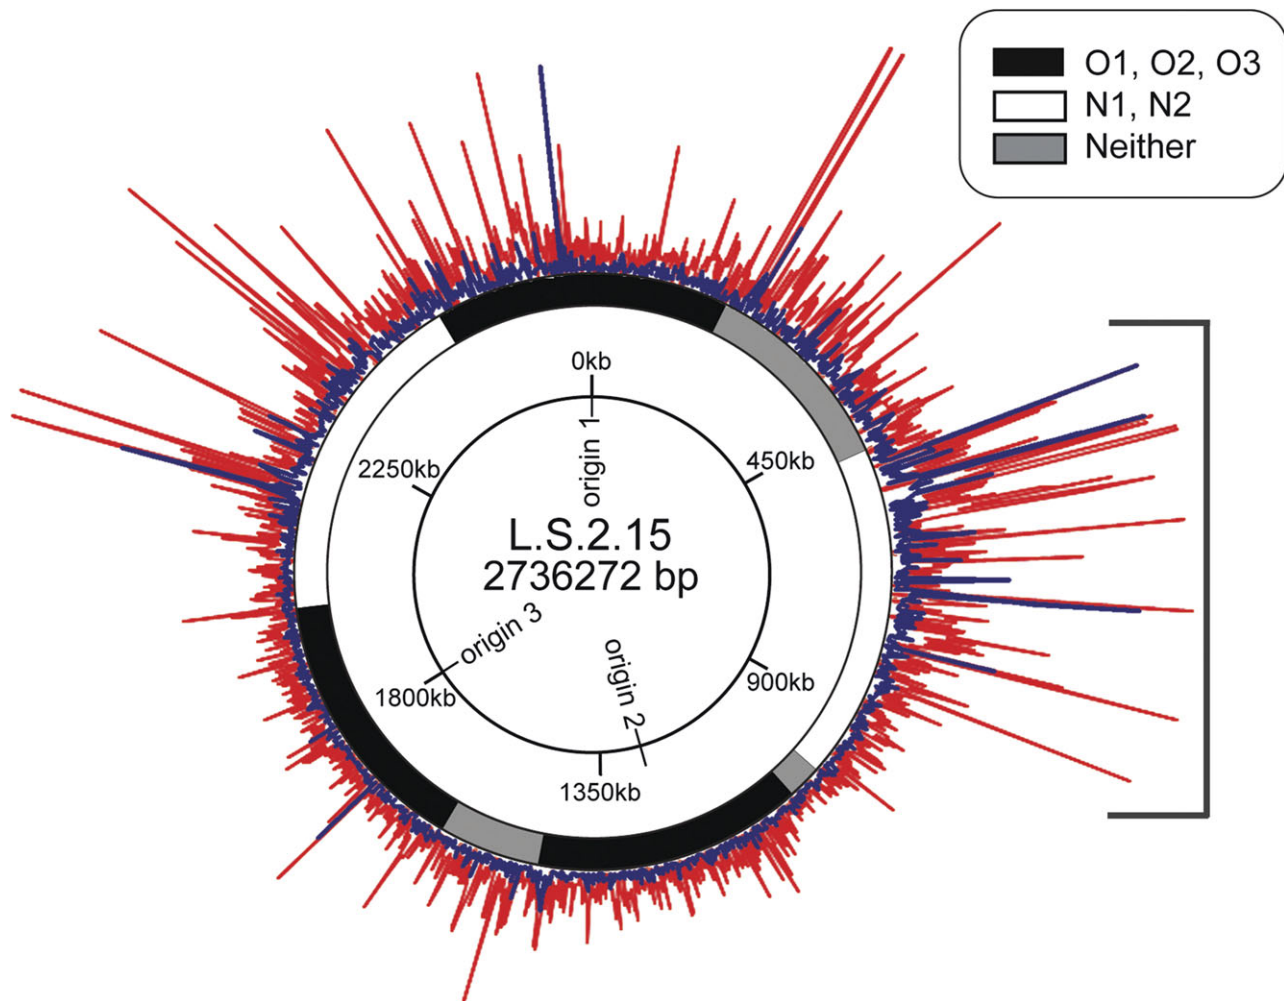 O1, O2, O3
N1, N2
Neither
0kb
origin 1
450kb
2250kb
L.S.2.15
2736272 bp
origin 3
origin 2
900kb
1800kb
1350kb